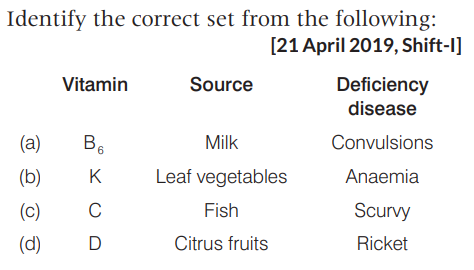 Identify the correct set from the following:
[21 April 2019, Shift-I]
Vitamin Source Deficiency disease
(a) B₆ Milk Convulsions
(b) K Leaf vegetables Anaemia
(c) C Fish Scurvy
(d) D Citrus fruits Ricket